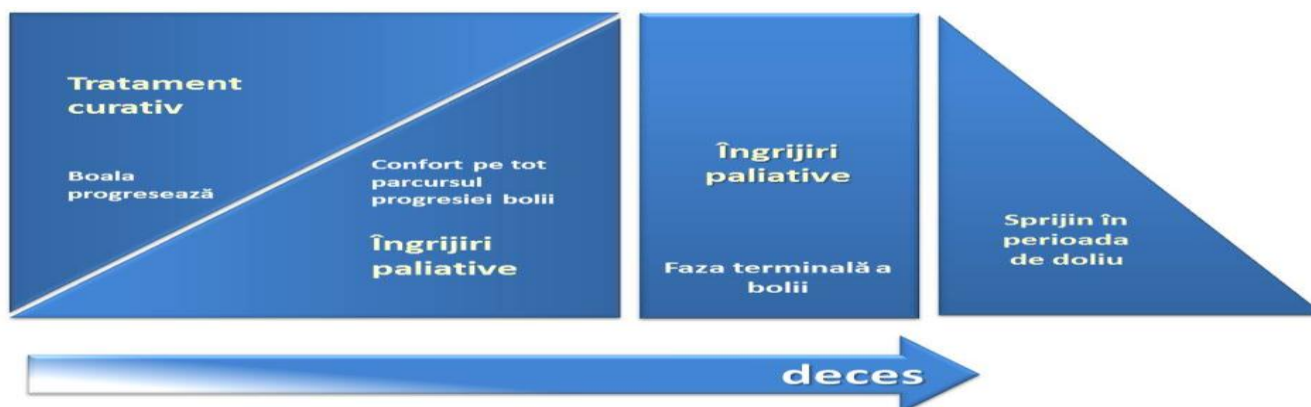 Tratament
curativ
Boala
progresează
Confort pe tot
parcursul
progresiei bolii
Îngrijiri
paliative
Îngrijiri
paliative
Faza terminală a
bolii
Sprijin în
perioada
de doliu
deces